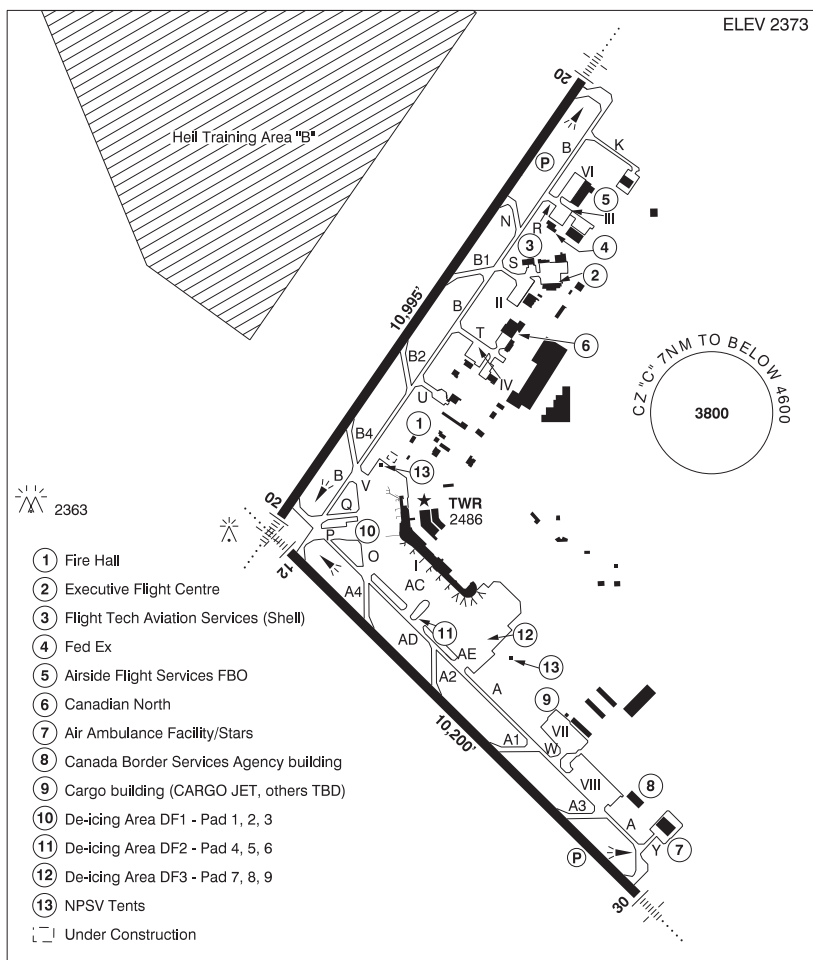 ELEV 2373
20
Heil Training Area "B"
K
P
B
VI
5
III
N
R
4
3
B1
S
2
10,995'
II
B
T
6
CZ "C" 7NM TO BELOW 4600
3800
B2
IV
U
1
B4
13
B
V
TWR
2486
2363
02
Q
10
P
12
O
I
AC
A4
12
11
AD
AE
13
A2
A
9
10,200'
VII
A1
W
VIII
8
A3
A
P
Y
7
30
1 Fire Hall
2 Executive Flight Centre
3 Flight Tech Aviation Services (Shell)
4 Fed Ex
5 Airside Flight Services FBO
6 Canadian North
7 Air Ambulance Facility/Stars
8 Canada Border Services Agency building
9 Cargo building (CARGO JET, others TBD)
10 De-icing Area DF1 - Pad 1, 2, 3
11 De-icing Area DF2 - Pad 4, 5, 6
12 De-icing Area DF3 - Pad 7, 8, 9
13 NPSV Tents
Under Construction